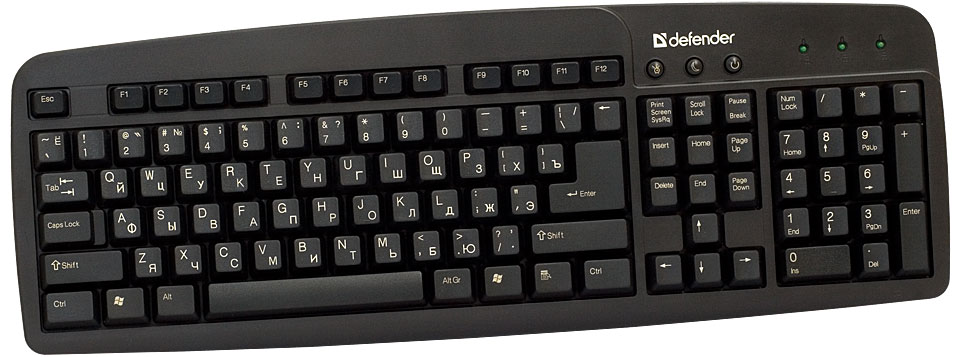 defender
Esc F1 F2 F3 F4 F5 F6 F7 F8 F9 F10 F11 F12
Print Screen SysRq
Scroll Lock
Pause Break
~ Ё ` ! 1 @ " 2 # № 3 $ ; 4 % 5 ^ : 6 & ? 7 * 8 ( 9 ) 0 _ - + = | / \ ←
Insert Home Page Up
Num Lock / * -
Tab Q Й W Ц E У R К T Е Y Н U Г I Ш O Щ P З { [ Х } ] Ъ
Delete End Page Down
7 Home 8 ↑ 9 PgUp +
Caps Lock A Ф S Ы D В F А G П H Р J О K Л L Д : ; Ж " ' Э ↵ Enter
4 ← 5 6 →
⇧ Shift Z Я X Ч C С V М B И N Т M Ь < , Б > . Ю ? / . ⇧ Shift
↑
1 End 2 ↓ 3 PgDn Enter
Ctrl Alt Alt Gr Ctrl
← ↓ →
0 Ins . Del